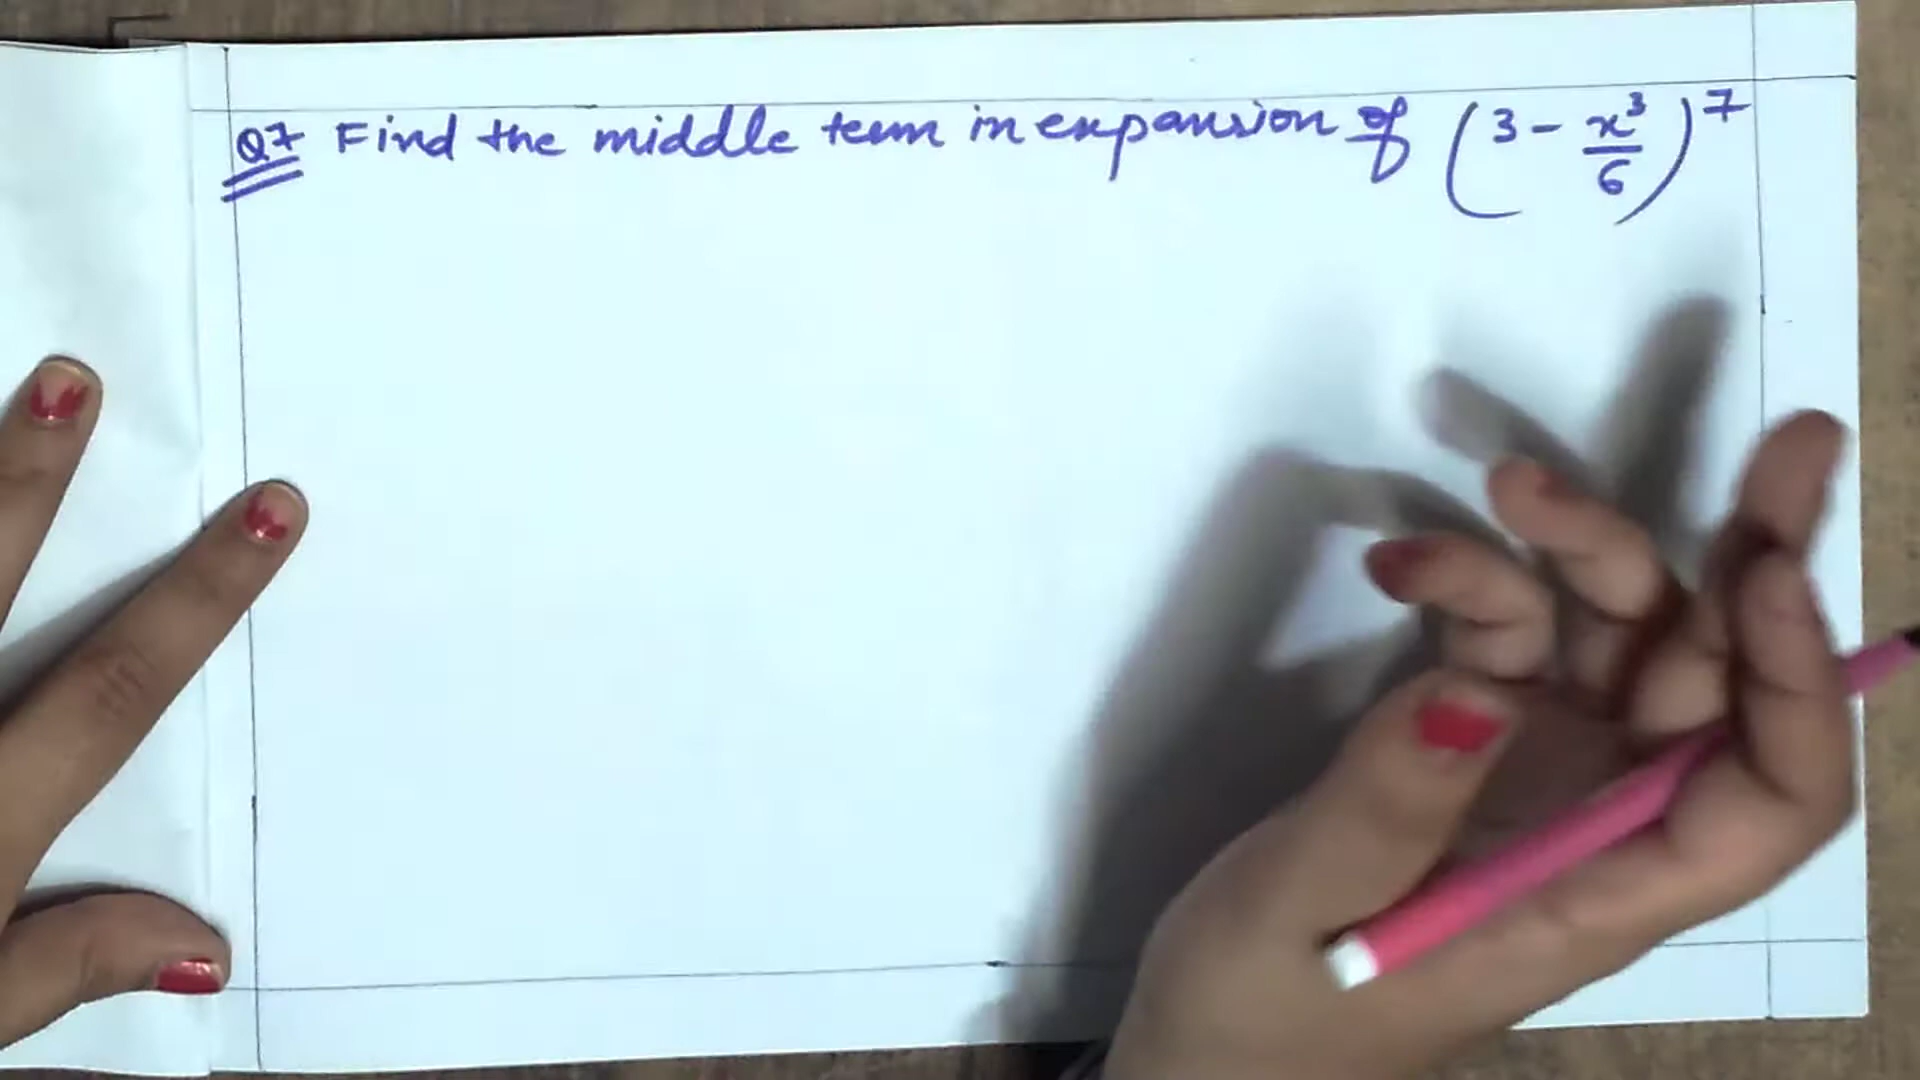 Q7 Find the middle term in expansion of (3 - x³/6)⁷